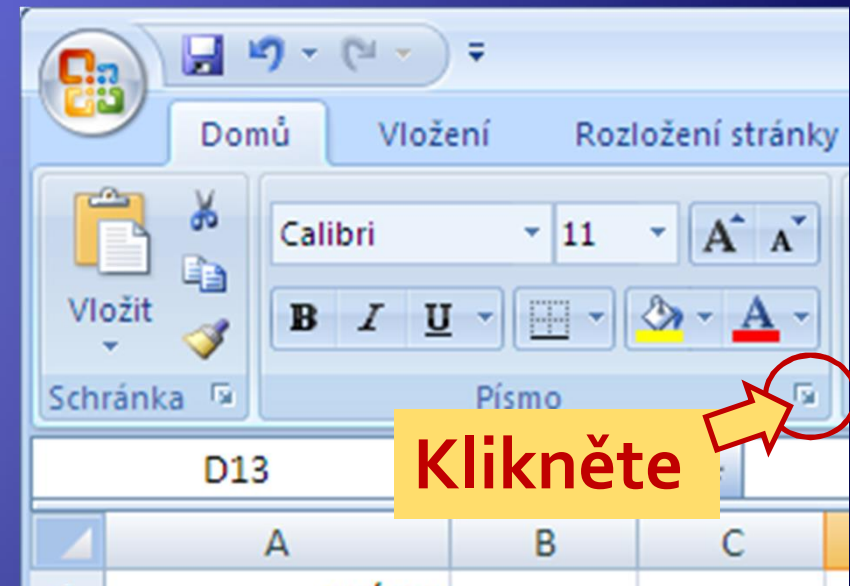 Domů Vložení Rozložení stránky
Calibri 11 A A
Vložit B I U A
Schránka Písmo
Klikněte
D13
A B C